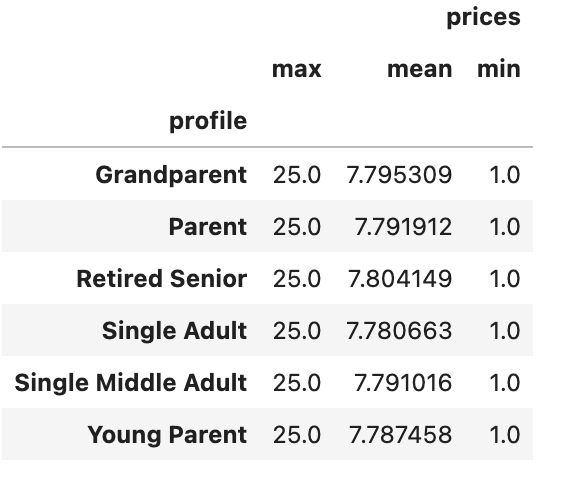 prices
max mean min
profile
Grandparent 25.0 7.795309 1.0
Parent 25.0 7.791912 1.0
Retired Senior 25.0 7.804149 1.0
Single Adult 25.0 7.780663 1.0
Single Middle Adult 25.0 7.791016 1.0
Young Parent 25.0 7.787458 1.0